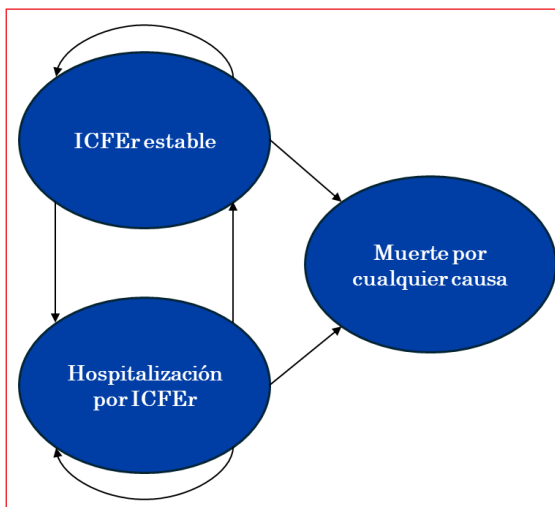 ICFEr estable
Muerte por
cualquier causa
Hospitalización
por ICFEr